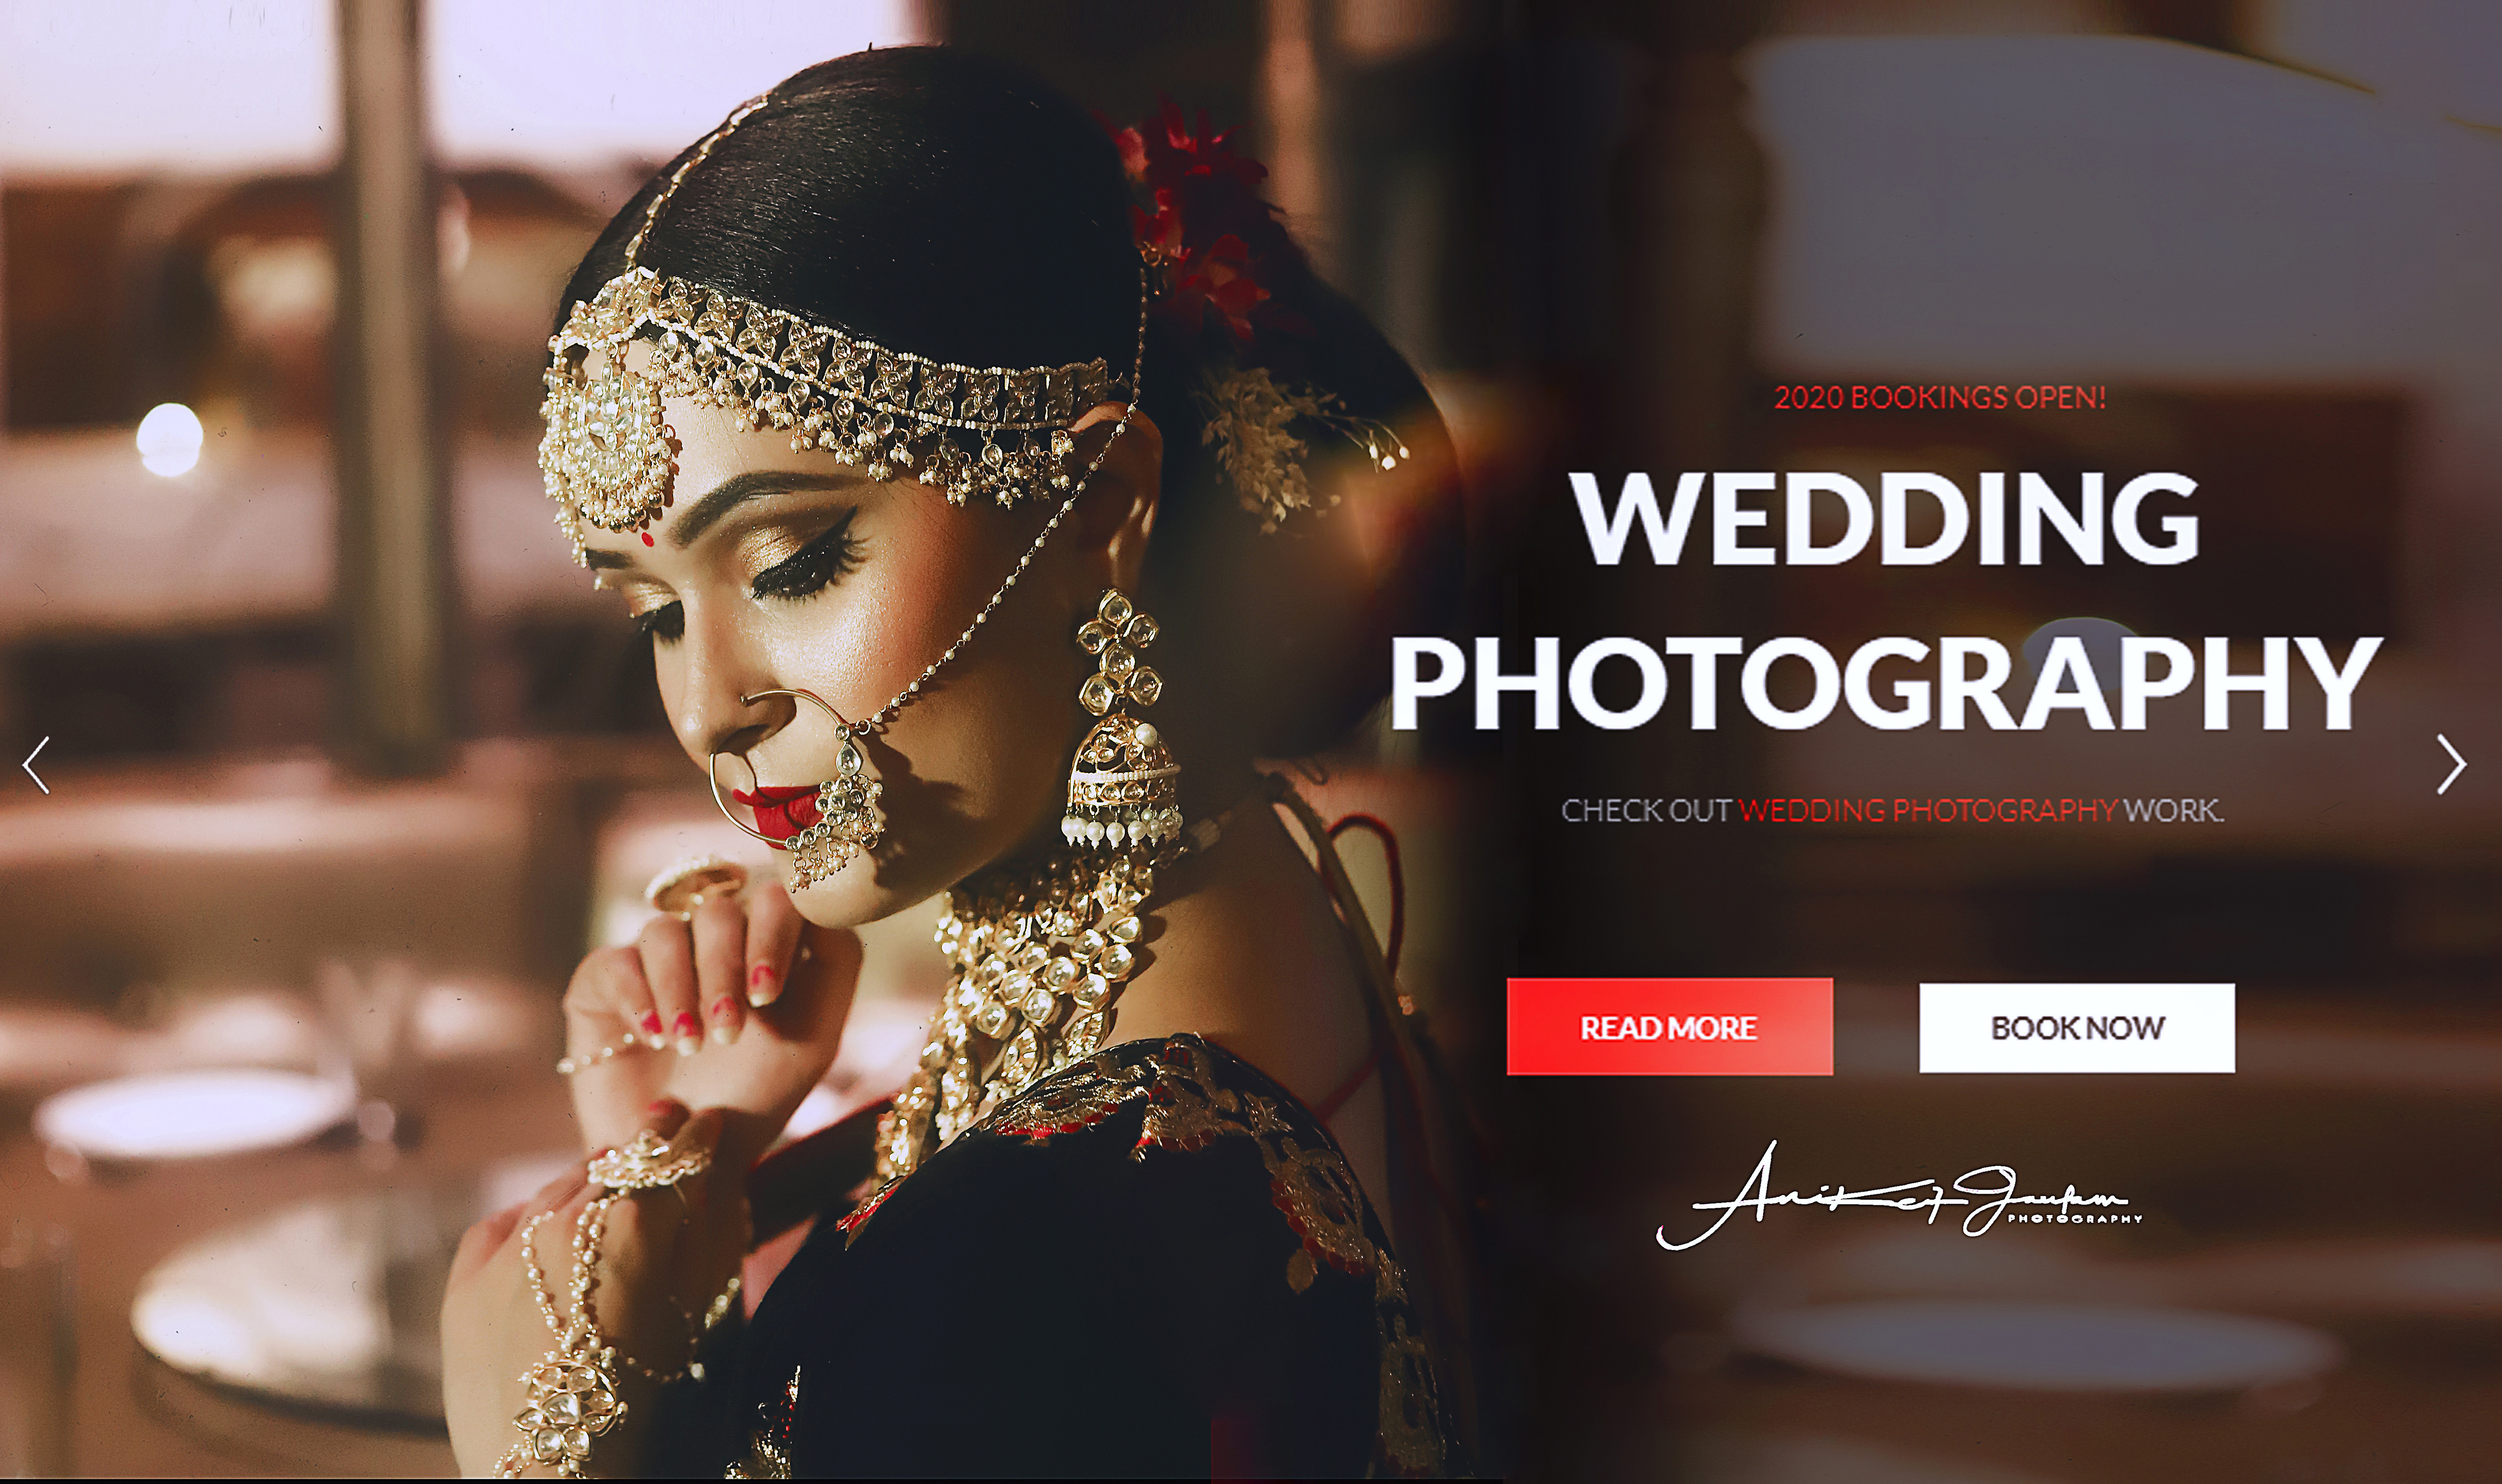 2020 BOOKINGS OPEN!
WEDDING
PHOTOGRAPHY
CHECK OUT WEDDING PHOTOGRAPHY WORK.
READ MORE
BOOK NOW
Aniket Gautam
PHOTOGRAPHY